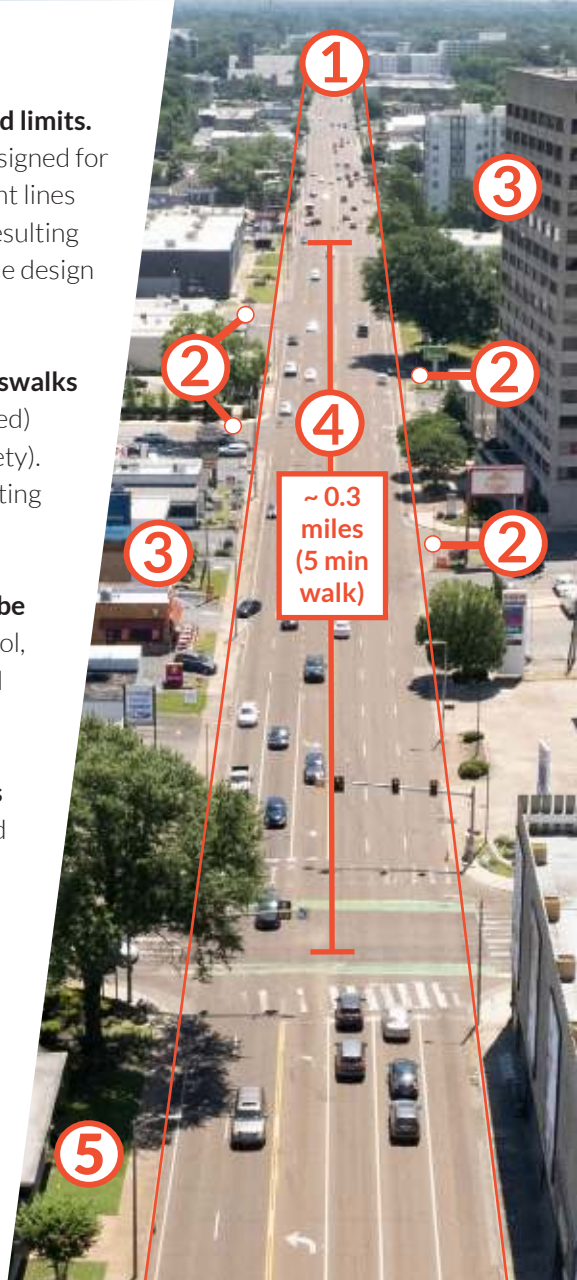 1
d limits.
signed for
nt lines
esulting
e design
3
2
2
swalks
ed)
ety).
ting
4
~ 0.3
miles
(5 min
walk)
2
3
be
ol,
s
d
5